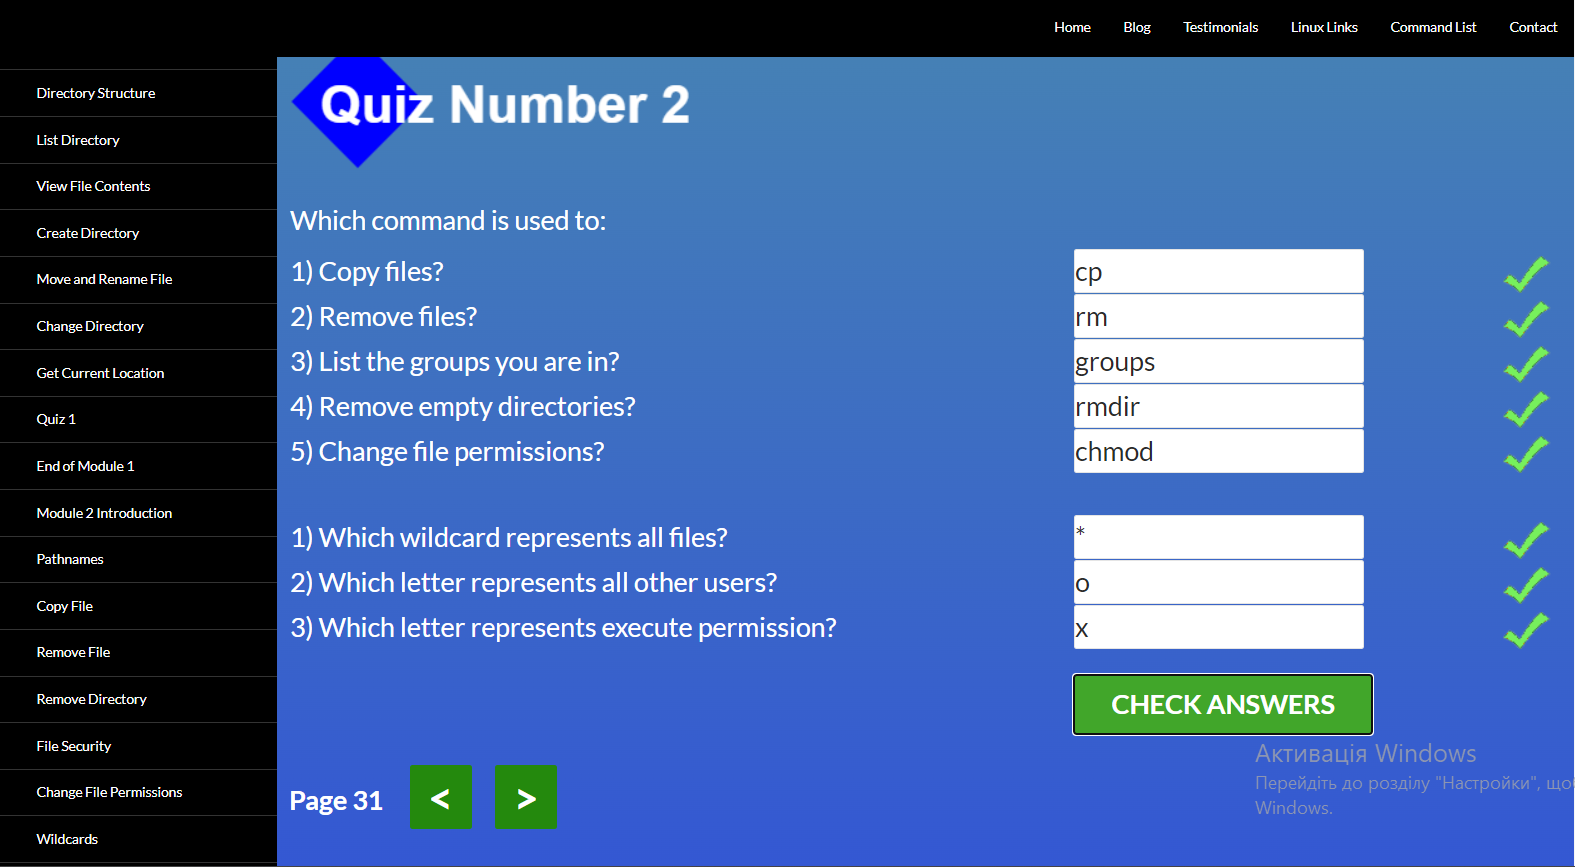 Home Blog Testimonials Linux Links Command List Contact
Directory Structure
List Directory
View File Contents
Create Directory
Move and Rename File
Change Directory
Get Current Location
Quiz 1
End of Module 1
Module 2 Introduction
Pathnames
Copy File
Remove File
Remove Directory
File Security
Change File Permissions
Wildcards
Quiz Number 2
Which command is used to:
1) Copy files? cp
2) Remove files? rm
3) List the groups you are in? groups
4) Remove empty directories? rmdir
5) Change file permissions? chmod
1) Which wildcard represents all files? *
2) Which letter represents all other users? o
3) Which letter represents execute permission? x
CHECK ANSWERS
Page 31 < >
Активація Windows
Перейдіть до розділу "Настройки", що
Windows.